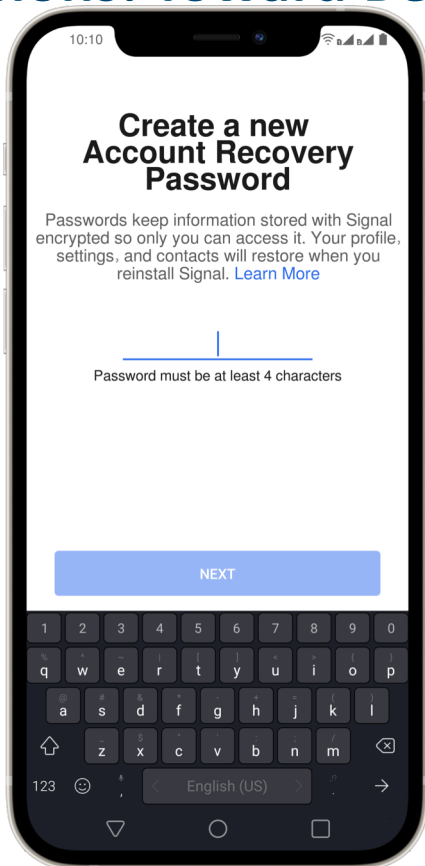 10:10
Create a new
Account Recovery
Password
Passwords keep information stored with Signal
encrypted so only you can access it. Your profile,
settings, and contacts will restore when you
reinstall Signal. Learn More
Password must be at least 4 characters
NEXT
1 2 3 4 5 6 7 8 9 0
q w e r t y u i o p
a s d f g h j k l
z x c v b n m
123 , English (US) .